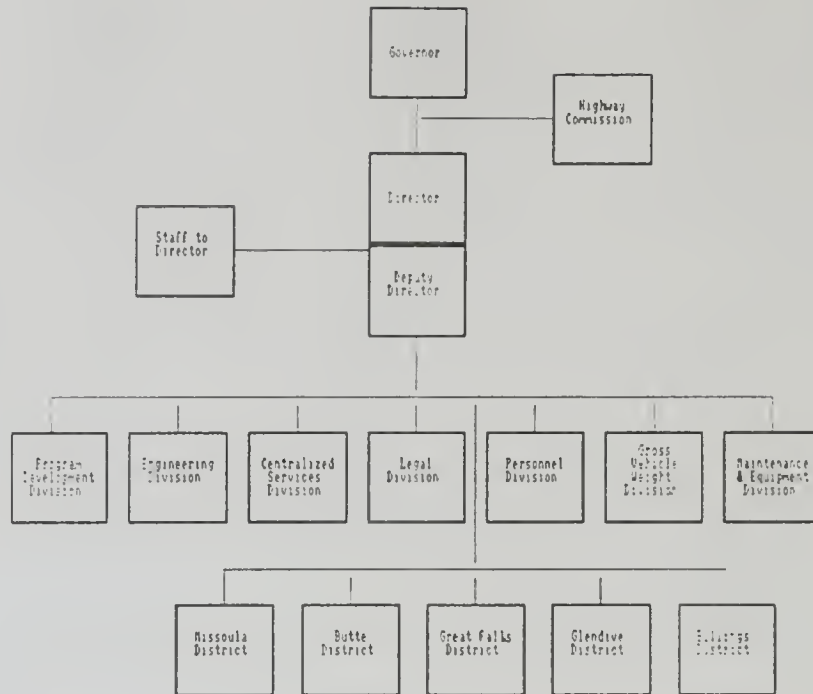 Governor
Highway
Commission
Director
Staff to
Director
Deputy
Director
Program
Development
Division
Engineering
Division
Centralized
Services
Division
Legal
Division
Personnel
Division
Gross
Vehicle
Weight
Division
Maintenance
& Equipment
Division
Missoula
District
Butte
District
Great Falls
District
Glendive
District
Billings
District